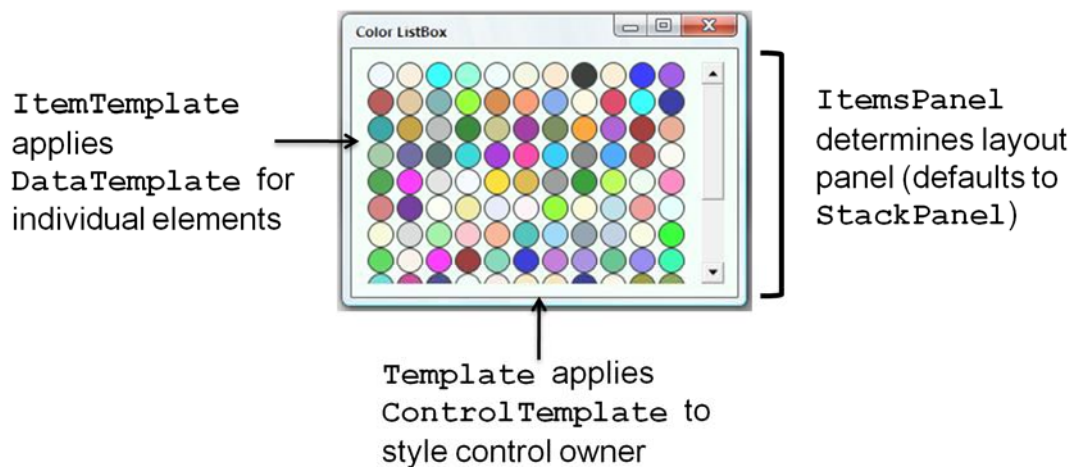 Color ListBox
ItemTemplate
applies
DataTemplate for
individual elements
ItemsPanel
determines layout
panel (defaults to
StackPanel)
Template applies
ControlTemplate to
style control owner